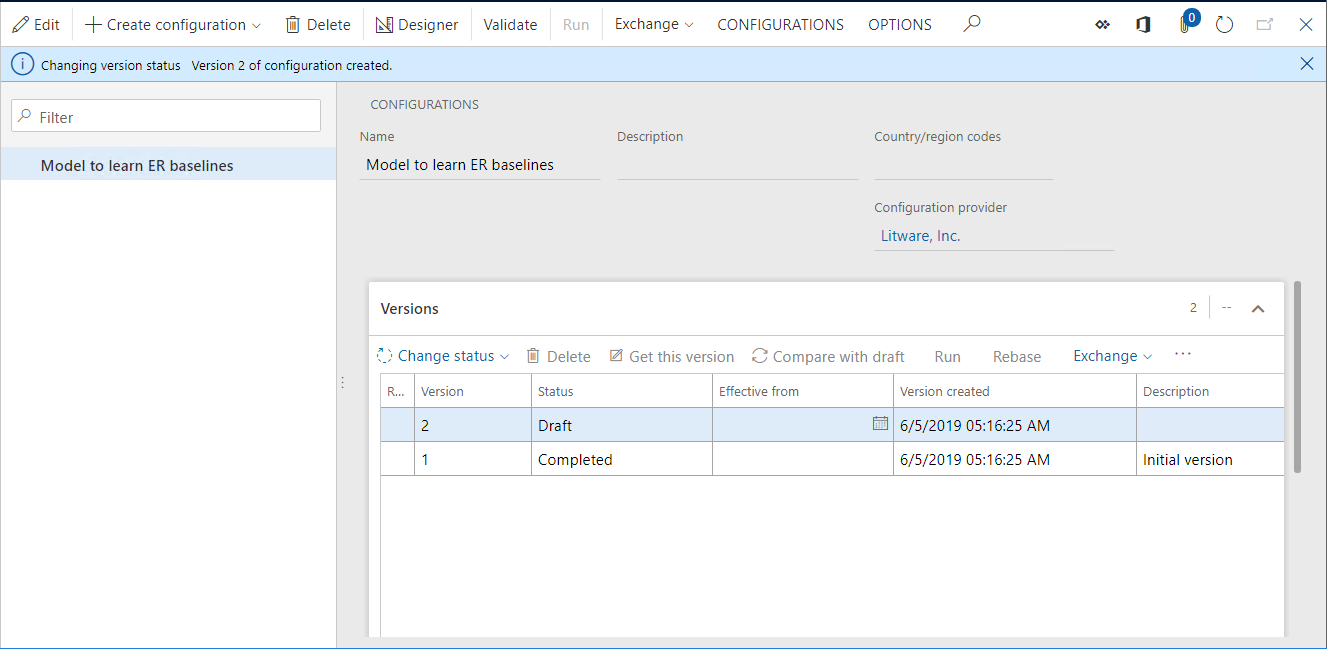 Edit Create configuration Delete Designer Validate Run Exchange CONFIGURATIONS OPTIONS 0
Changing version status Version 2 of configuration created.
Filter
Model to learn ER baselines
CONFIGURATIONS
Name Description Country/region codes
Model to learn ER baselines
Configuration provider
Litware, Inc.
Versions 2 --
Change status Delete Get this version Compare with draft Run Rebase Exchange ...
R... Version Status Effective from Version created Description
2 Draft 6/5/2019 05:16:25 AM
1 Completed 6/5/2019 05:16:25 AM Initial version